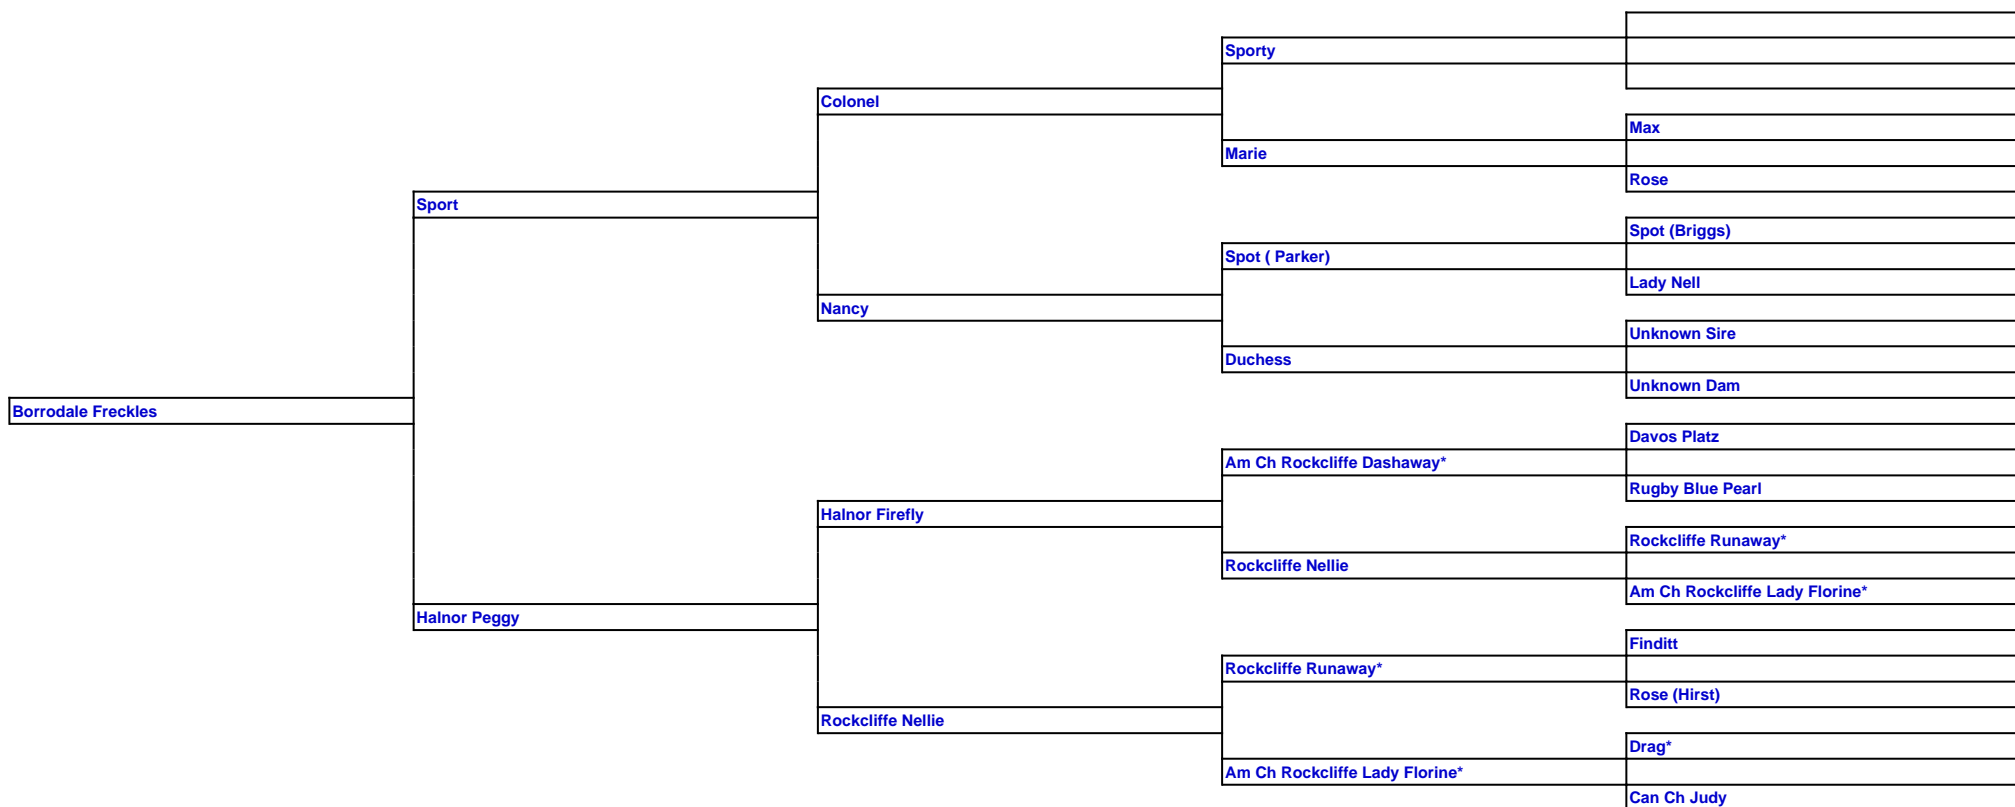 Sporty
Colonel
Max
Marie
Rose
Sport
Spot (Briggs)
Spot ( Parker)
Lady Nell
Nancy
Unknown Sire
Duchess
Unknown Dam
Borrodale Freckles
Davos Platz
Am Ch Rockcliffe Dashaway*
Rugby Blue Pearl
Halnor Firefly
Rockcliffe Runaway*
Rockcliffe Nellie
Am Ch Rockcliffe Lady Florine*
Halnor Peggy
Finditt
Rockcliffe Runaway*
Rose (Hirst)
Rockcliffe Nellie
Drag*
Am Ch Rockcliffe Lady Florine*
Can Ch Judy